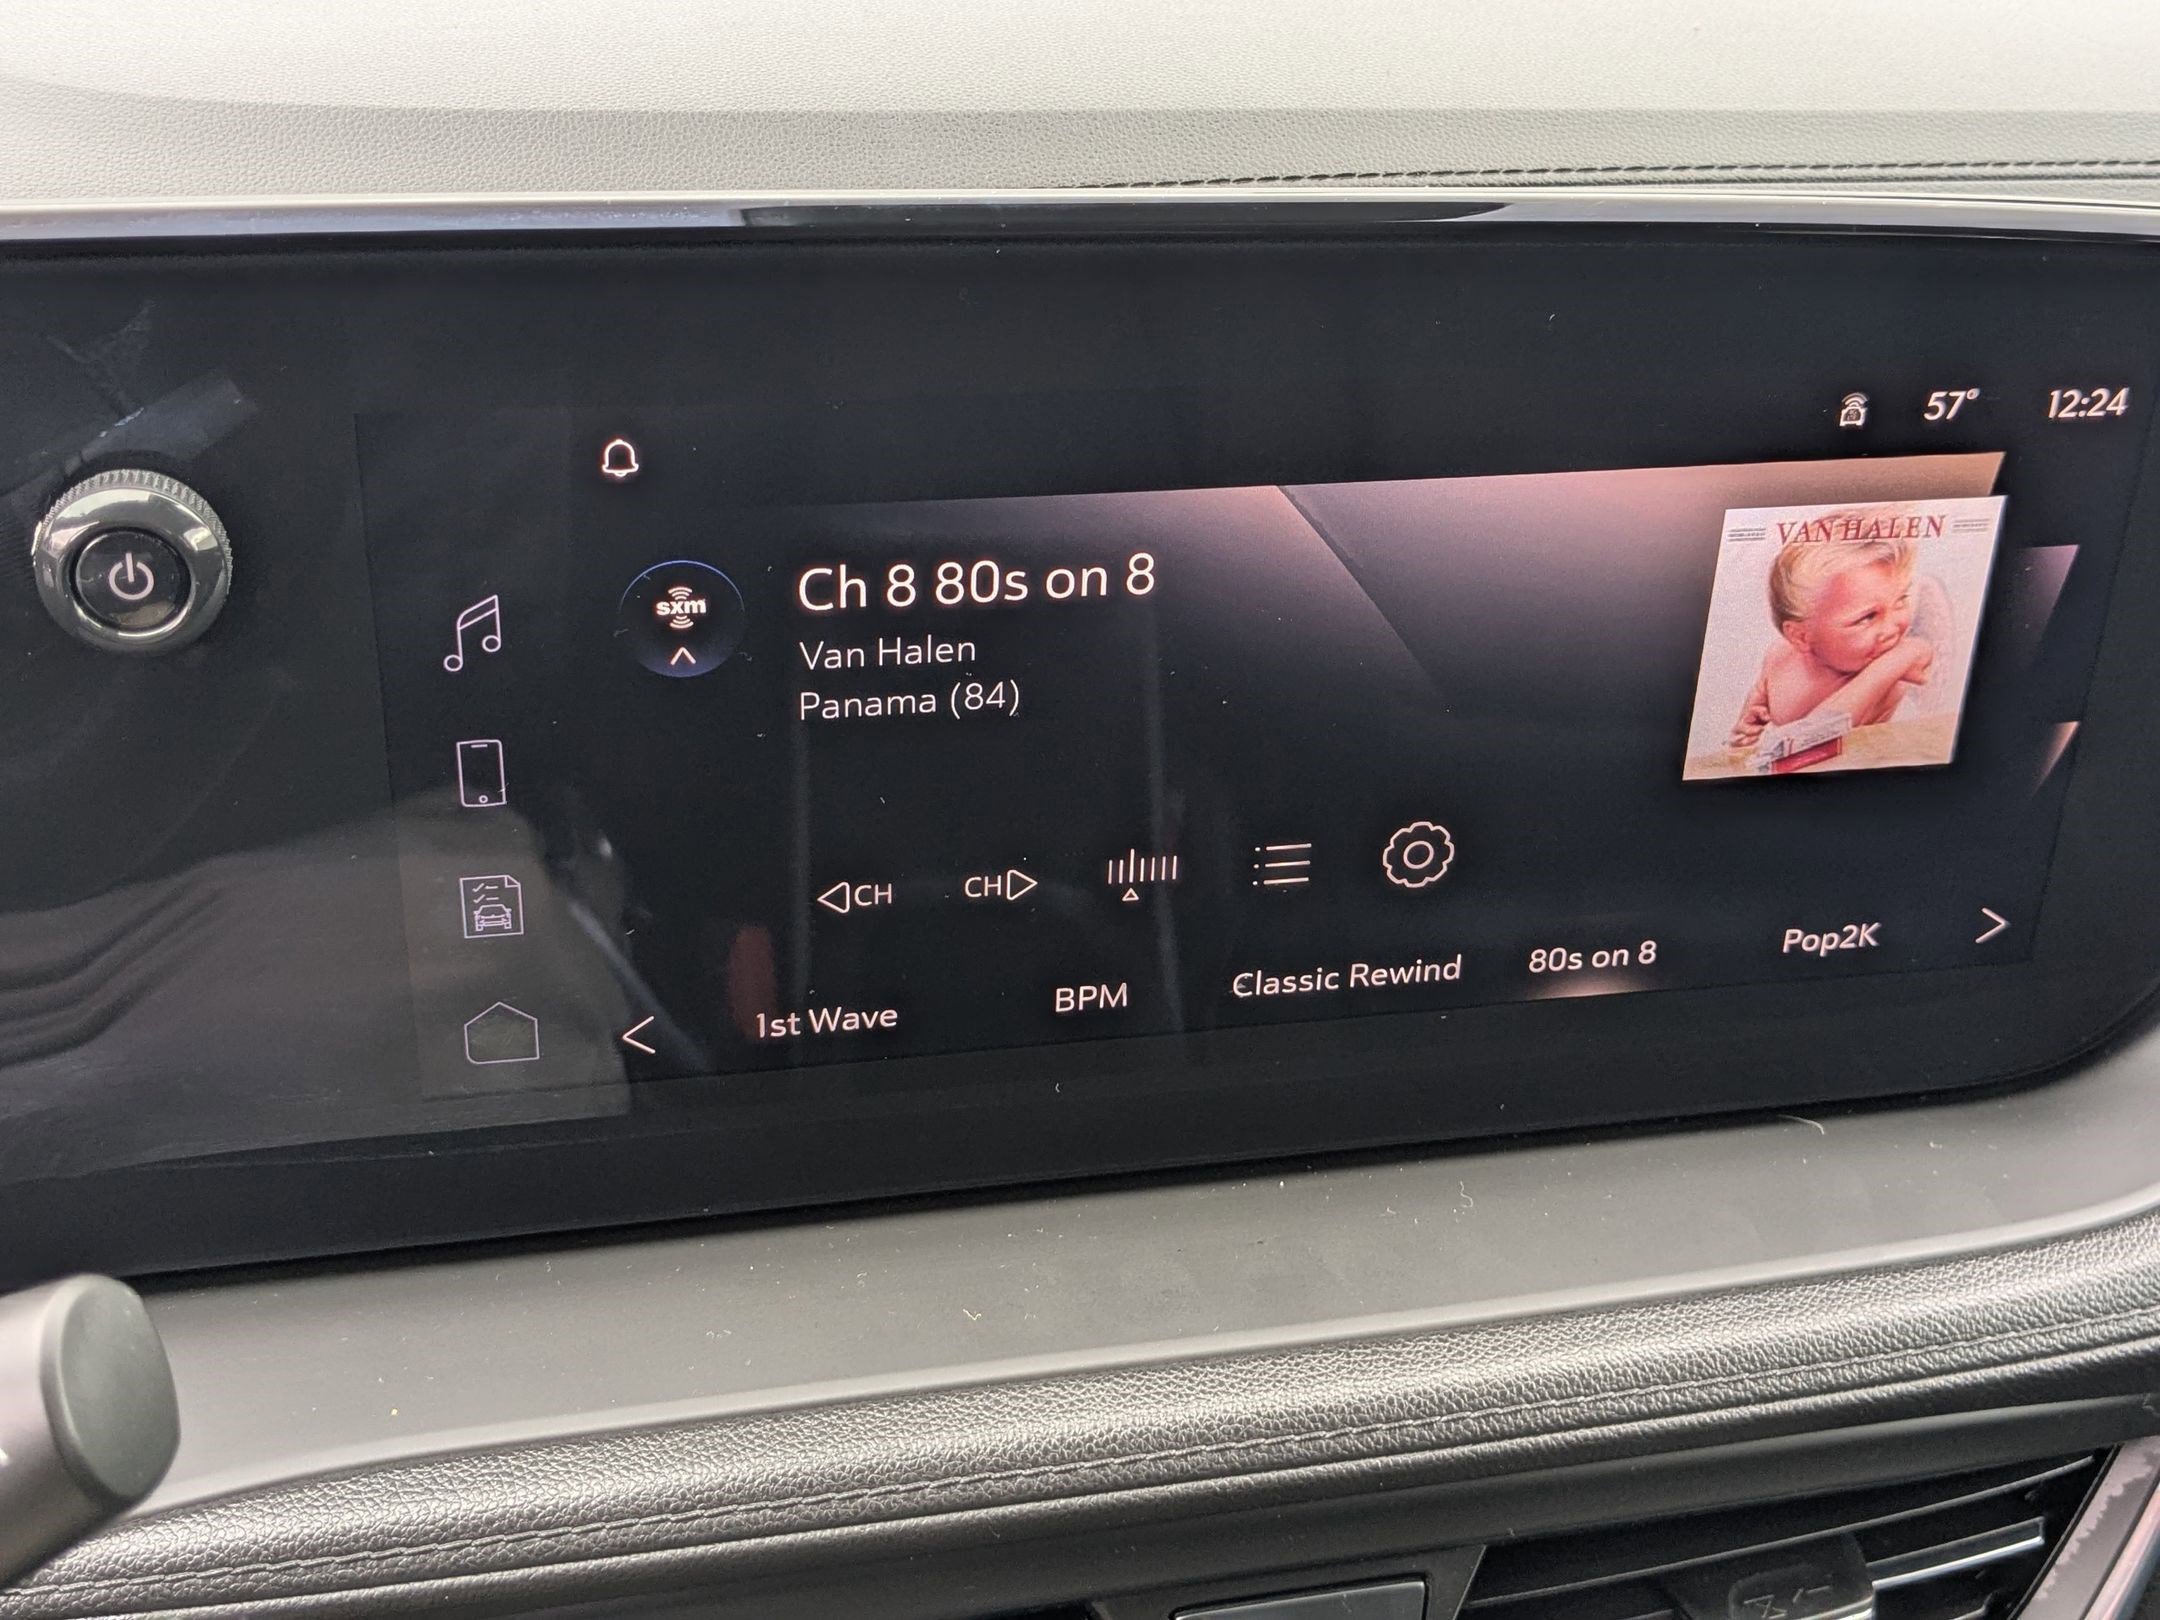 57° 12:24
VAN HALEN
sxm
Ch 8 80s on 8
Van Halen
Panama (84)
CH
CH
1st Wave
BPM
Classic Rewind
80s on 8
Pop2K